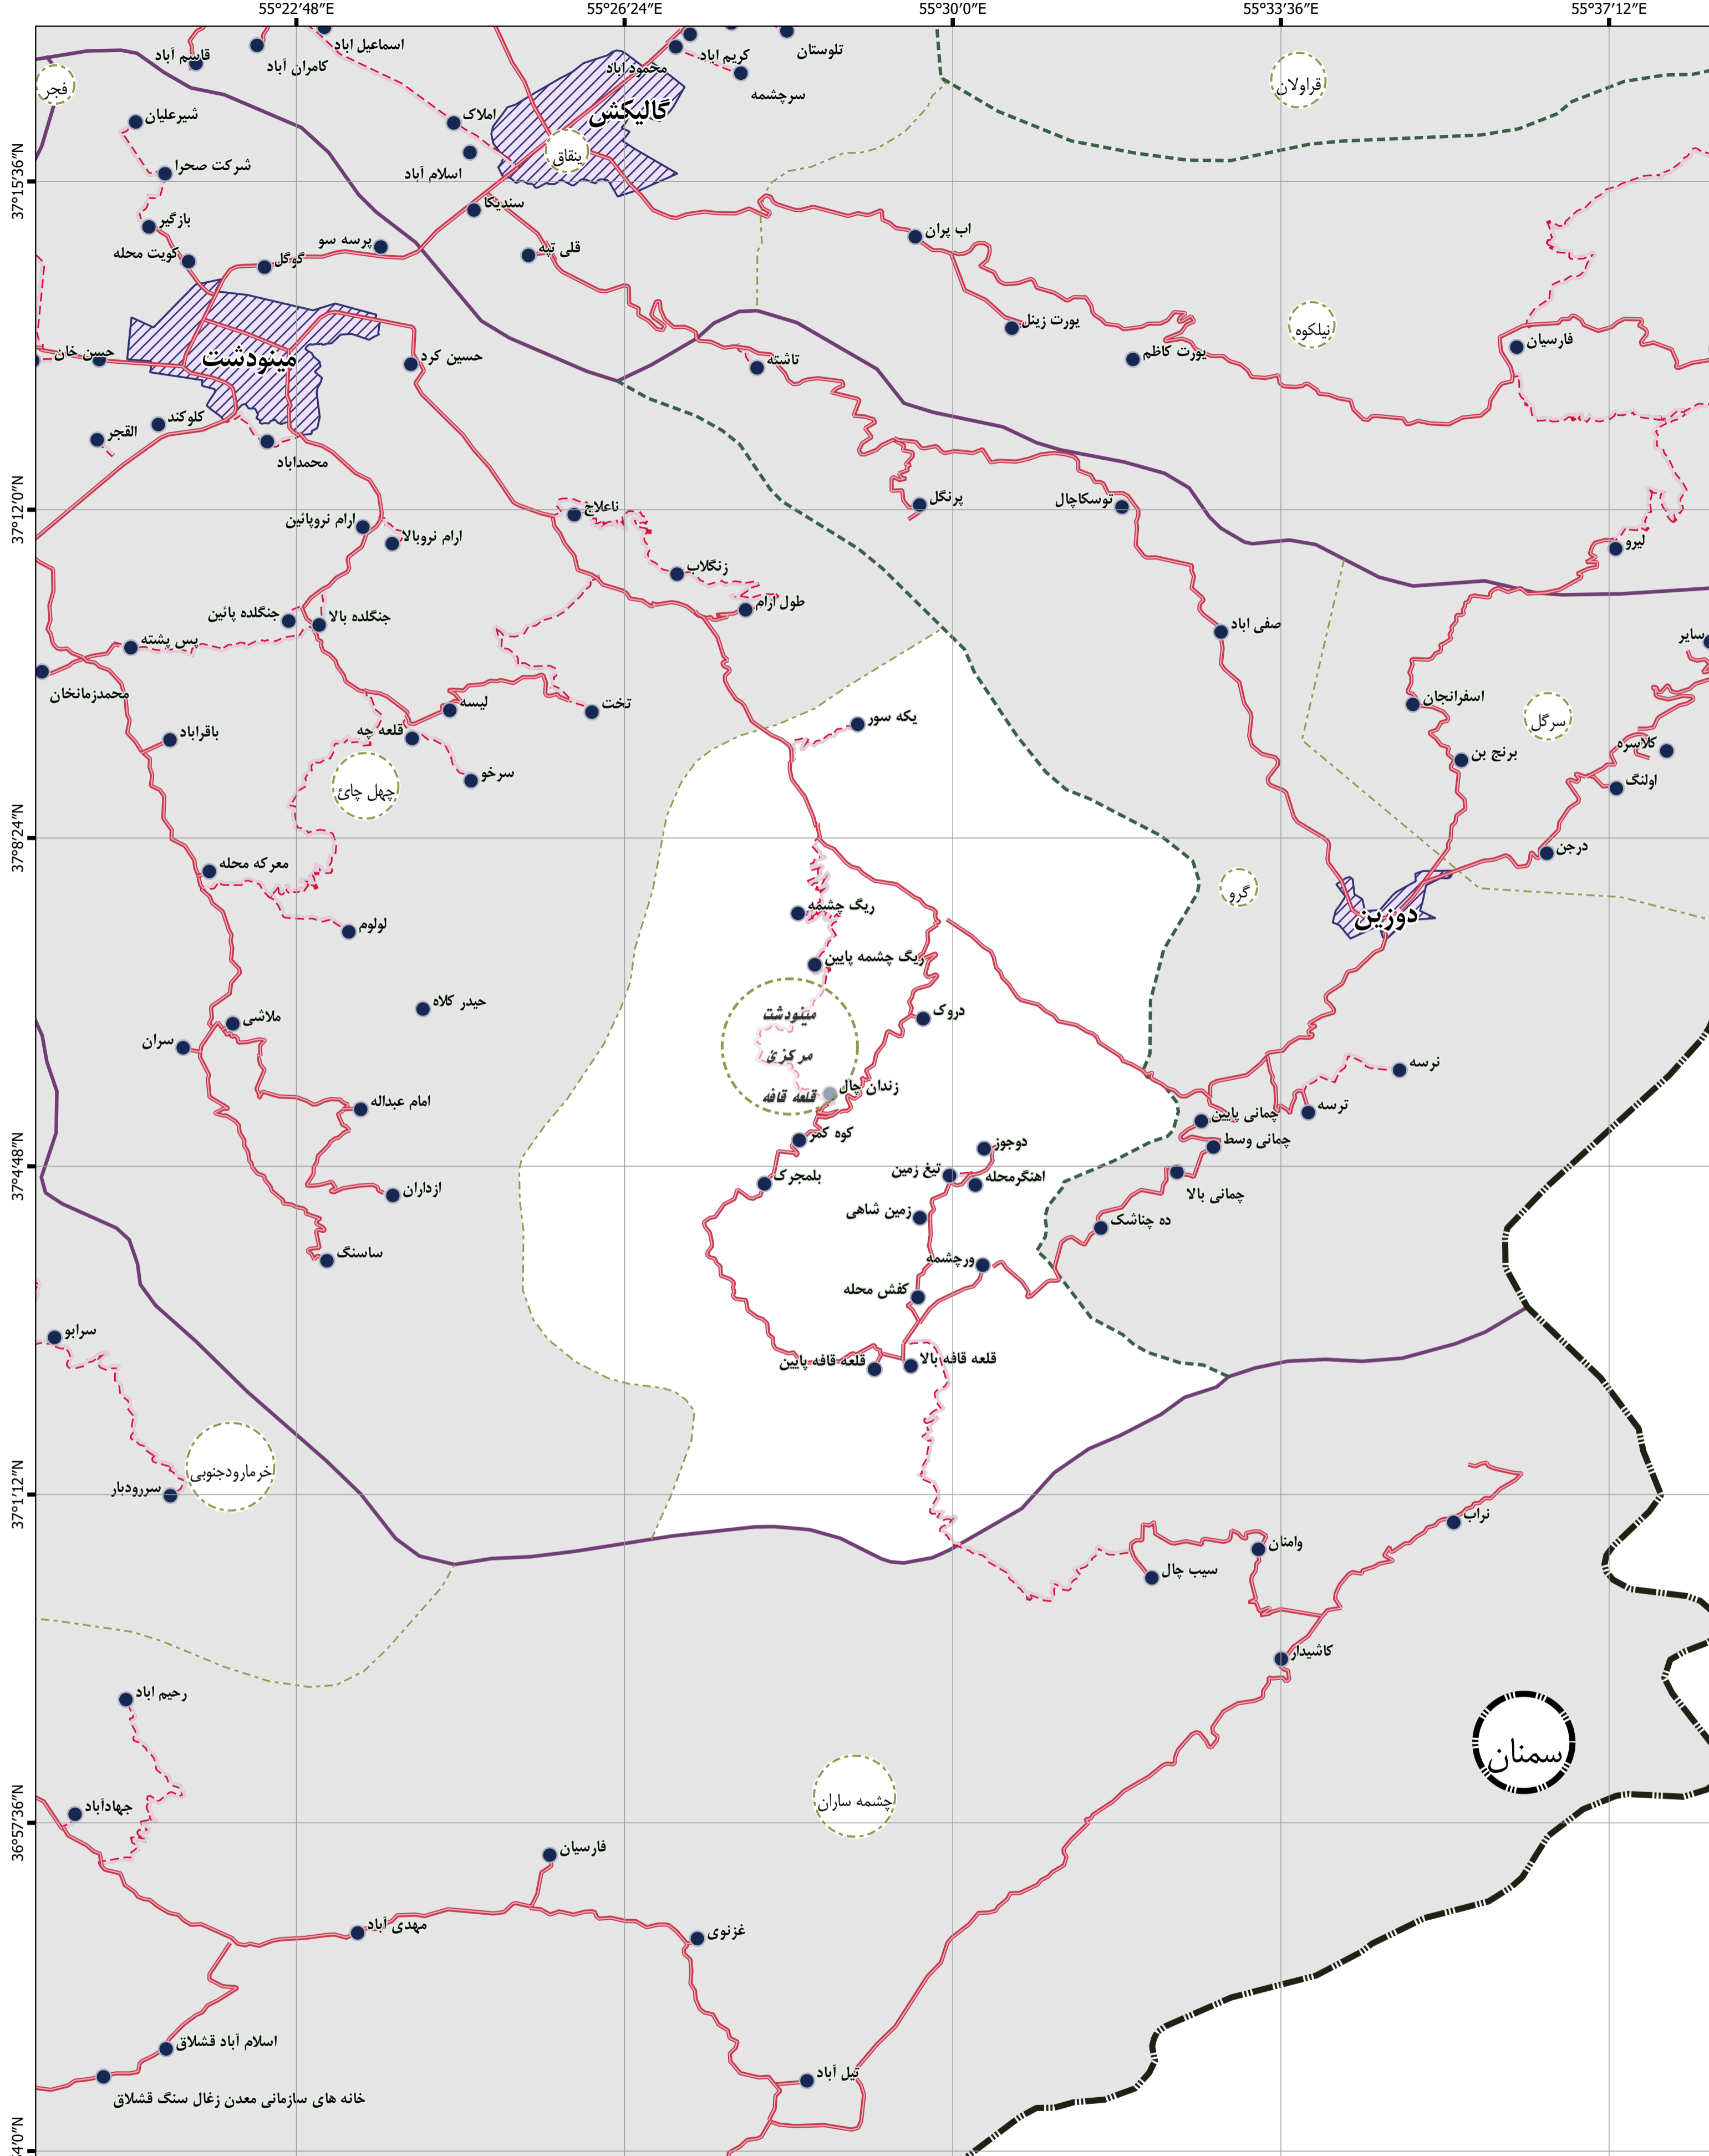 55°22′48″E
55°26′24″E
55°30′0″E
55°33′36″E
55°37′12″E
قاسم آباد
کامران آباد
اسماعیل اباد
محمود اباد
کریم اباد
تلوستان
سرچشمه
قراولان
فجر
شیرعلیان
املاک
گالیکش
ینقاق
شرکت صحرا
اسلام آباد
37°15′36″N
بازگیر
سندیکا
پرسه سو
قلی تپه
اب پران
کویت محله
گوگل
یورت زینل
نیلکوه
حسن خان
مینودشت
حسین کرد
تاشته
یورت کاظم
فارسیان
کلوکند
القجر
محمداباد
پرنگل
توسکاچال
37°12′0″N
ارام نروپائین
ارام نروبالا
ناعلاج
لیرو
زنگلاب
طول ارام
جنگلده پائین
جنگلده بالا
صفی اباد
سایر
پس پشته
محمدزمانخان
لیسه
تخت
اسفرانجان
سرگل
باقراباد
قلعه چه
یکه سور
برنج بن
کلاسره
سرخو
اولنگ
چهل چائ
37°8′24″N
معرکه محله
درجن
گرو
لولوم
ریگ چشمه
دوزین
ریگ چشمه پایین
حیدر کلاه
ملاشی
مینودشت
دروک
سران
مرکزئ
نرسه
قلعه قافه
زندان چال
امام عبداله
ترسه
چمانی پایین
کوه کمر
دوجوز
چمانی وسط
37°4′48″N
ازداران
بلمجرک
تیغ زمین
اهنگرمحله
چمانی بالا
زمین شاهی
ده چناشک
ساسنگ
ورچشمه
کفش محله
سرابو
قلعه قافه پایین
قلعه قافه بالا
خرمارودجنوبی
سررودبار
37°1′12″N
نراب
وامنان
سیب چال
کاشیدار
رحیم اباد
سمنان
چشمه ساران
جهادآباد
36°57′36″N
فارسیان
مهدی آباد
غزنوی
اسلام آباد قشلاق
تیل آباد
خانه های سازمانی معدن زغال سنگ قشلاق
4′0″N